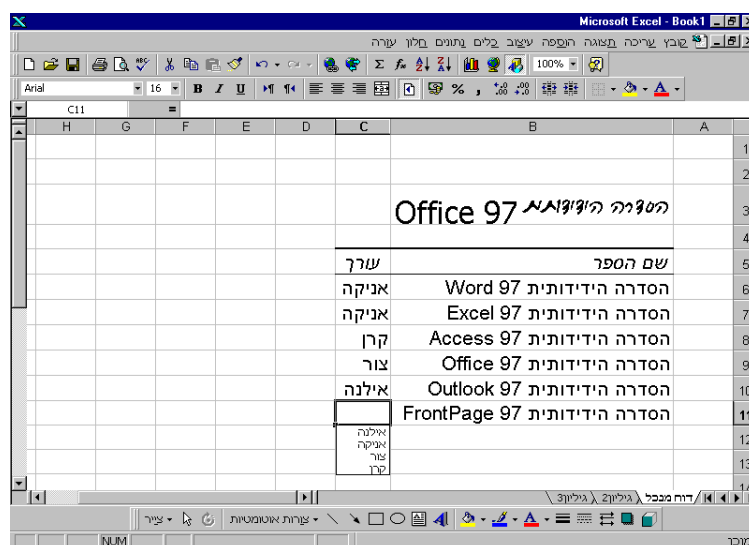 Microsoft Excel - Book1
קובץ עריכה תצוגה הוספה עיצוב כלים נתונים חלון עזרה
100%
Arial 16 B I U % ,
C11 =
A B C D E F G H
1
2
3 הסדרה הידידותית Office 97
4
5 שם הספר עורך
6 הסדרה הידידותית Word 97 אניקה
7 הסדרה הידידותית Excel 97 אניקה
8 הסדרה הידידותית Access 97 קרן
9 הסדרה הידידותית Office 97 צור
10 הסדרה הידידותית Outlook 97 אילנה
11 הסדרה הידידותית FrontPage 97
12 אילנה
אניקה
13 צור
קרן
14
דוח מנכל גיליון2 גיליון3
צורות אוטומטיות צייר
מוכן NUM